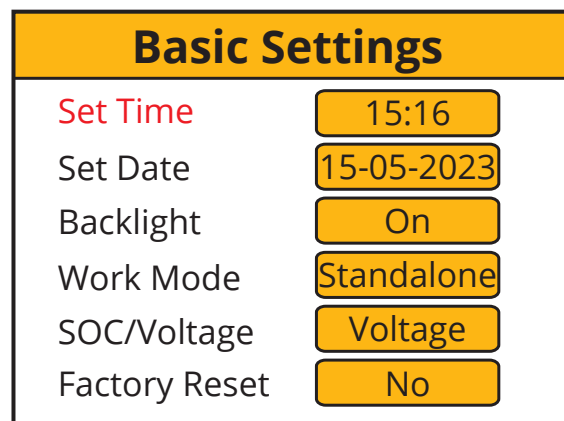 Basic Settings
Set Time 15:16
Set Date 15-05-2023
Backlight On
Work Mode Standalone
SOC/Voltage Voltage
Factory Reset No